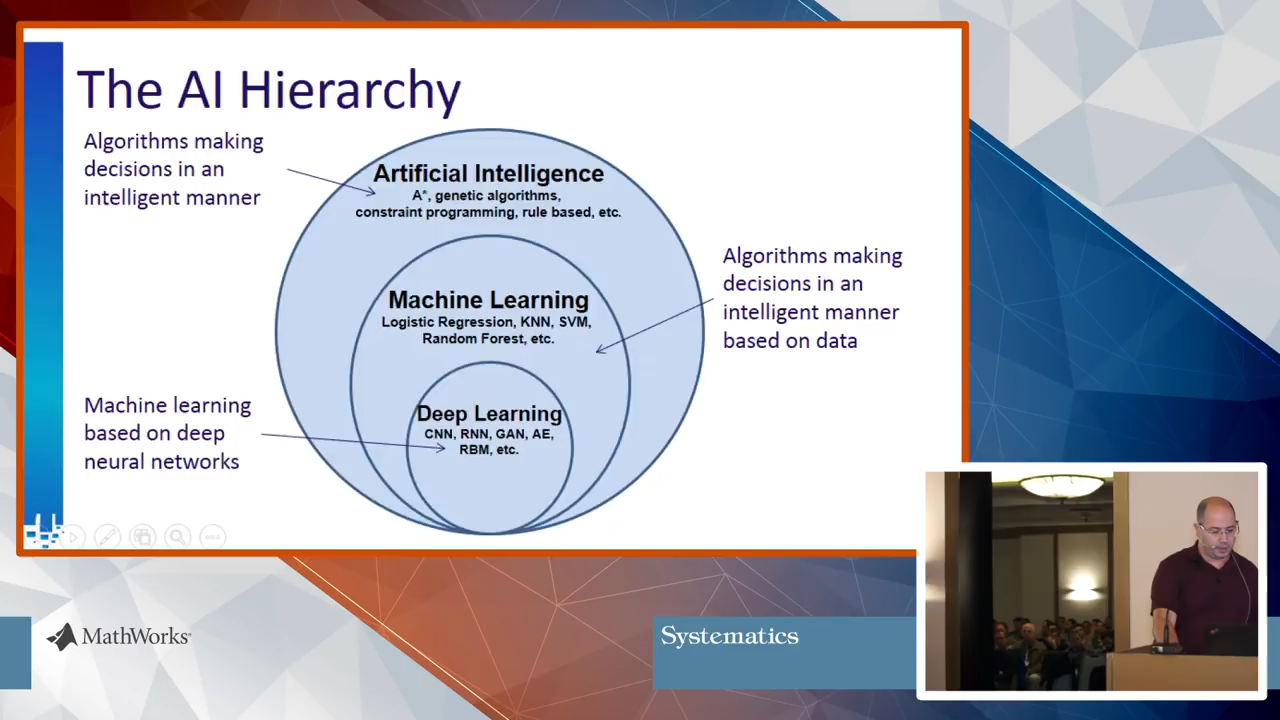 The AI Hierarchy
Algorithms making
decisions in an
intelligent manner
Artificial Intelligence
A*, genetic algorithms,
constraint programming, rule based, etc.
Machine Learning
Logistic Regression, KNN, SVM,
Random Forest, etc.
Algorithms making
decisions in an
intelligent manner
based on data
Deep Learning
CNN, RNN, GAN, AE,
RBM, etc.
Machine learning
based on deep
neural networks
MathWorks®
Systematics